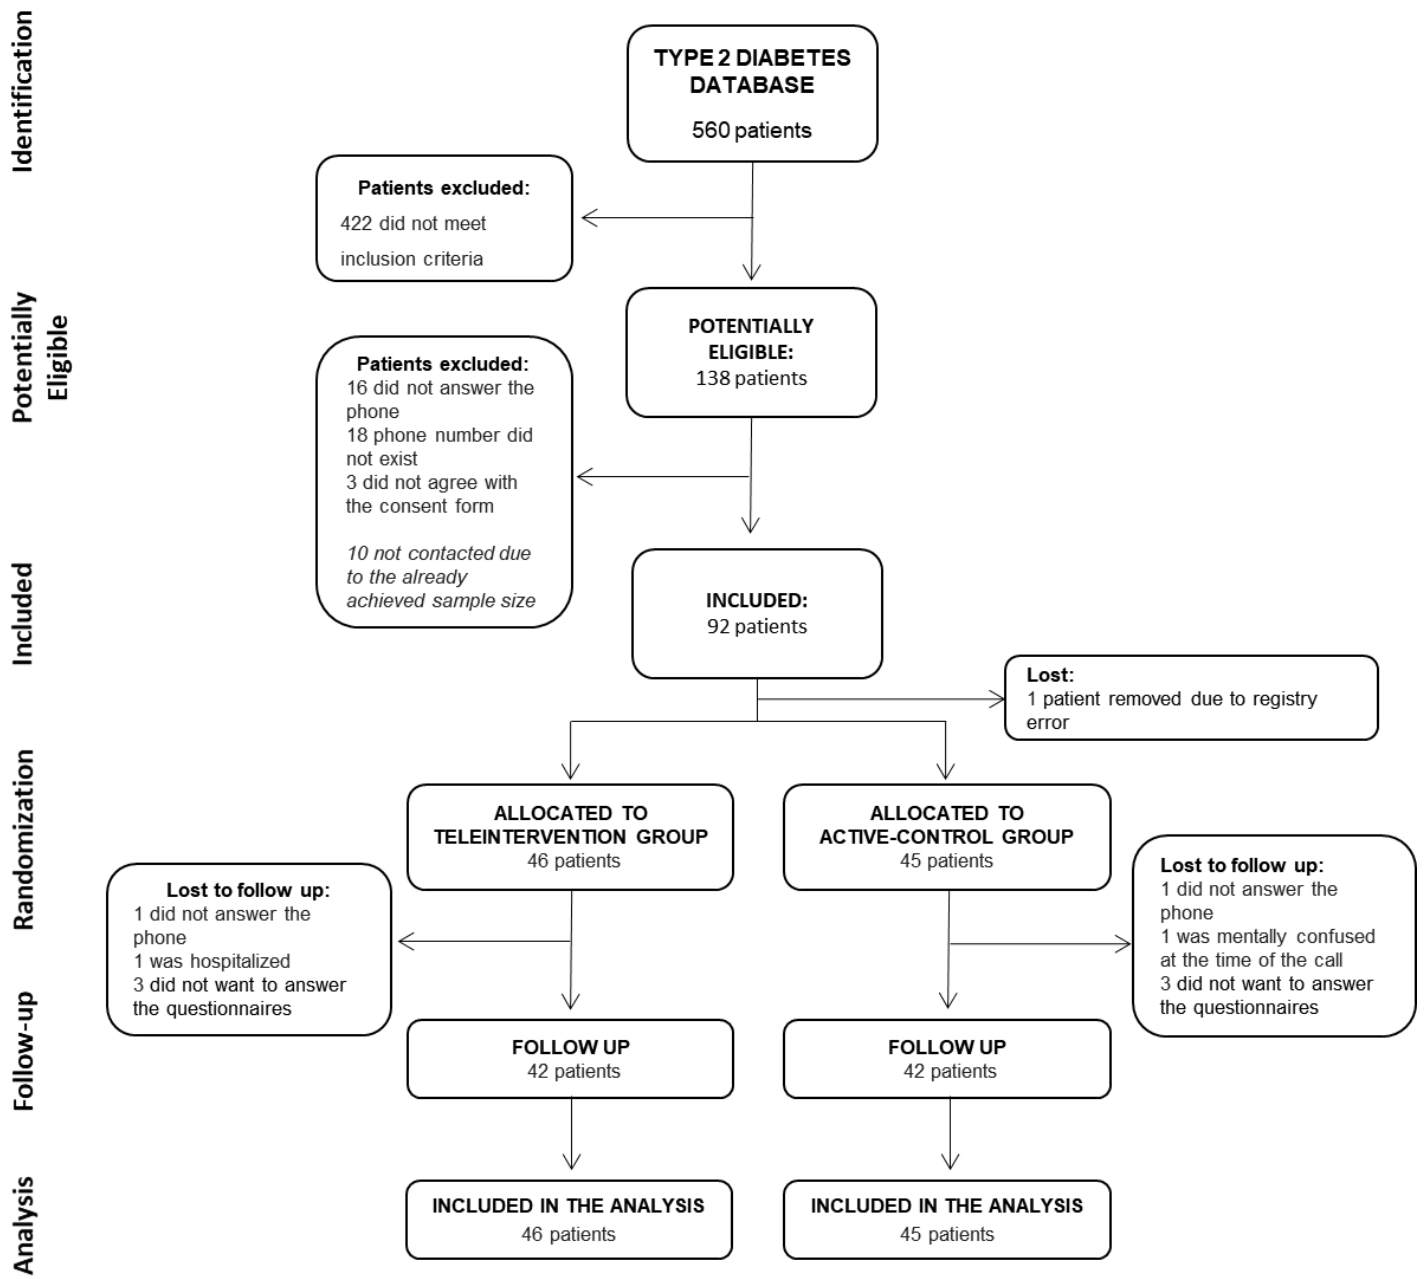 Identification
TYPE 2 DIABETES
DATABASE
560 patients
Patients excluded:
422 did not meet
inclusion criteria
Potentially
Eligible
POTENTIALLY
ELIGIBLE:
138 patients
Patients excluded:
16 did not answer the
phone
18 phone number did
not exist
3 did not agree with
the consent form
10 not contacted due
to the already
achieved sample size
Included
INCLUDED:
92 patients
Lost:
1 patient removed due to registry
error
Randomization
ALLOCATED TO
TELEINTERVENTION GROUP
46 patients
ALLOCATED TO
ACTIVE-CONTROL GROUP
45 patients
Lost to follow up:
1 did not answer the
phone
1 was hospitalized
3 did not want to answer
the questionnaires
Lost to follow up:
1 did not answer the
phone
1 was mentally confused
at the time of the call
3 did not want to answer
the questionnaires
Follow-up
FOLLOW UP
42 patients
FOLLOW UP
42 patients
Analysis
INCLUDED IN THE ANALYSIS
46 patients
INCLUDED IN THE ANALYSIS
45 patients